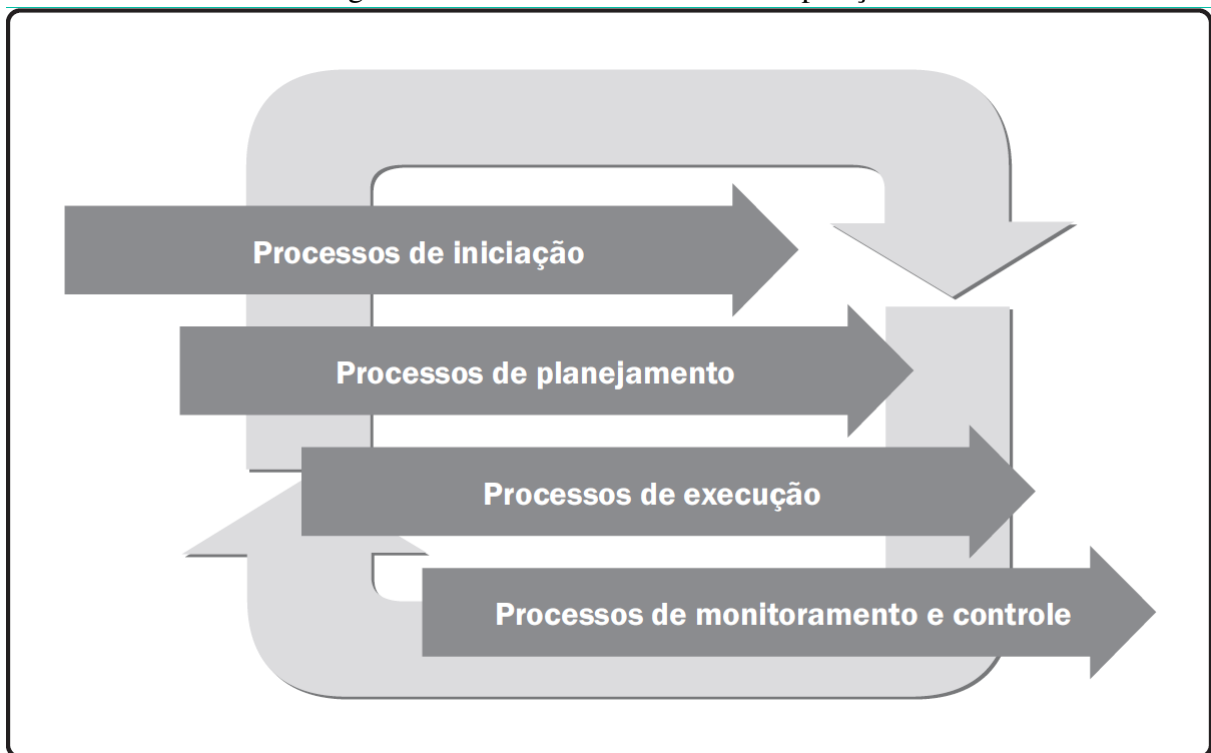 Processos de iniciação
Processos de planejamento
Processos de execução
Processos de monitoramento e controle